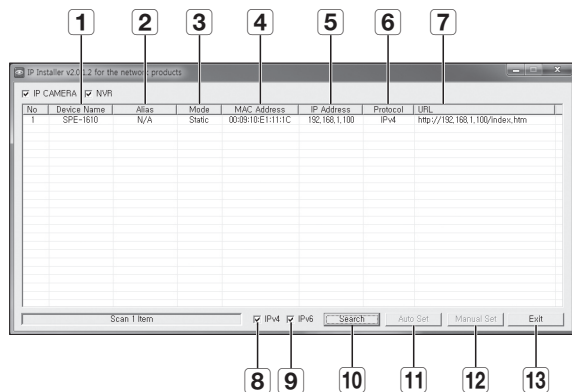 1 2 3 4 5 6 7
IP Installer v2.0.1.2 for the network products
IP CAMERA NVR
No Device Name Alias Mode MAC Address IP Address Protocol URL
1 SPE-1610 N/A Static 00:09:10:E1:11:1C 192,168,1,100 IPv4 http://192,168,1,100/index,htm
Scan 1 Item IPv4 IPv6 Search Auto Set Manual Set Exit
8 9 10 11 12 13